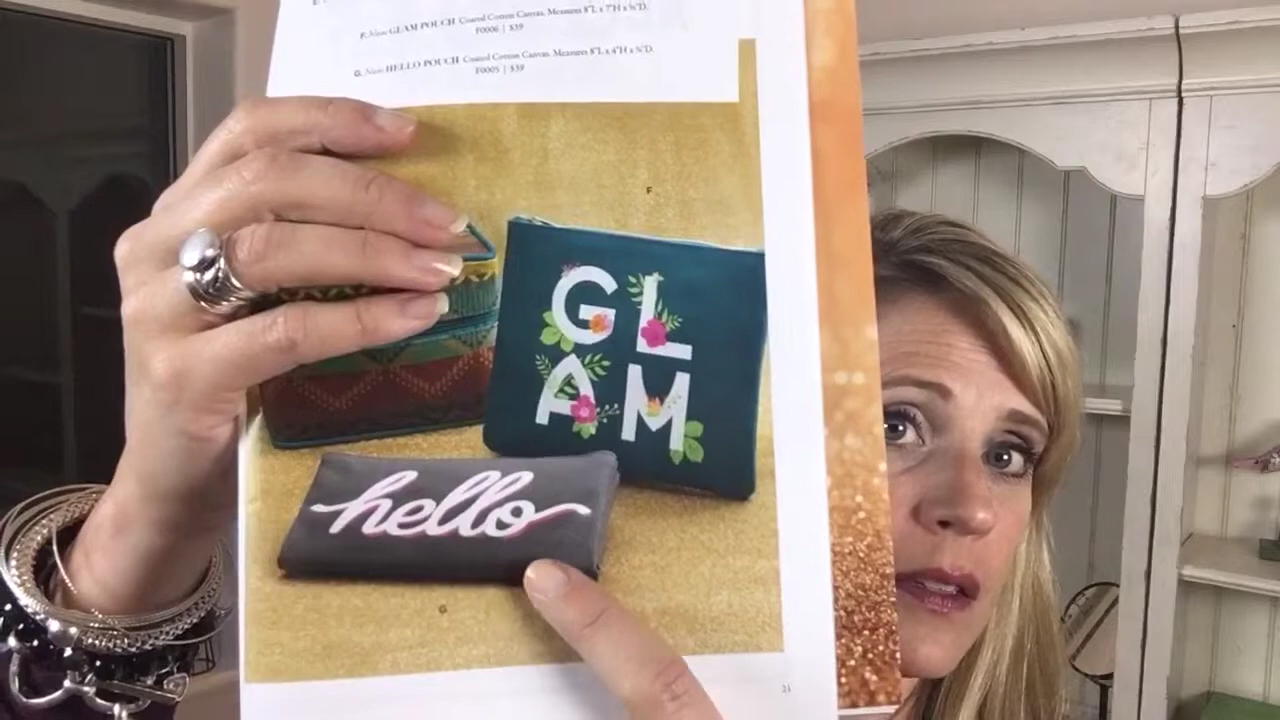 F. New GLAM POUCH Coated Cotton Canvas. Measures 8"L x 7"H x ¾"D.
F0006 | $39
G. New HELLO POUCH Coated Cotton Canvas. Measures 8"L x 4"H x ¾"D.
F0005 | $39
F
GL
AM
hello
G
21